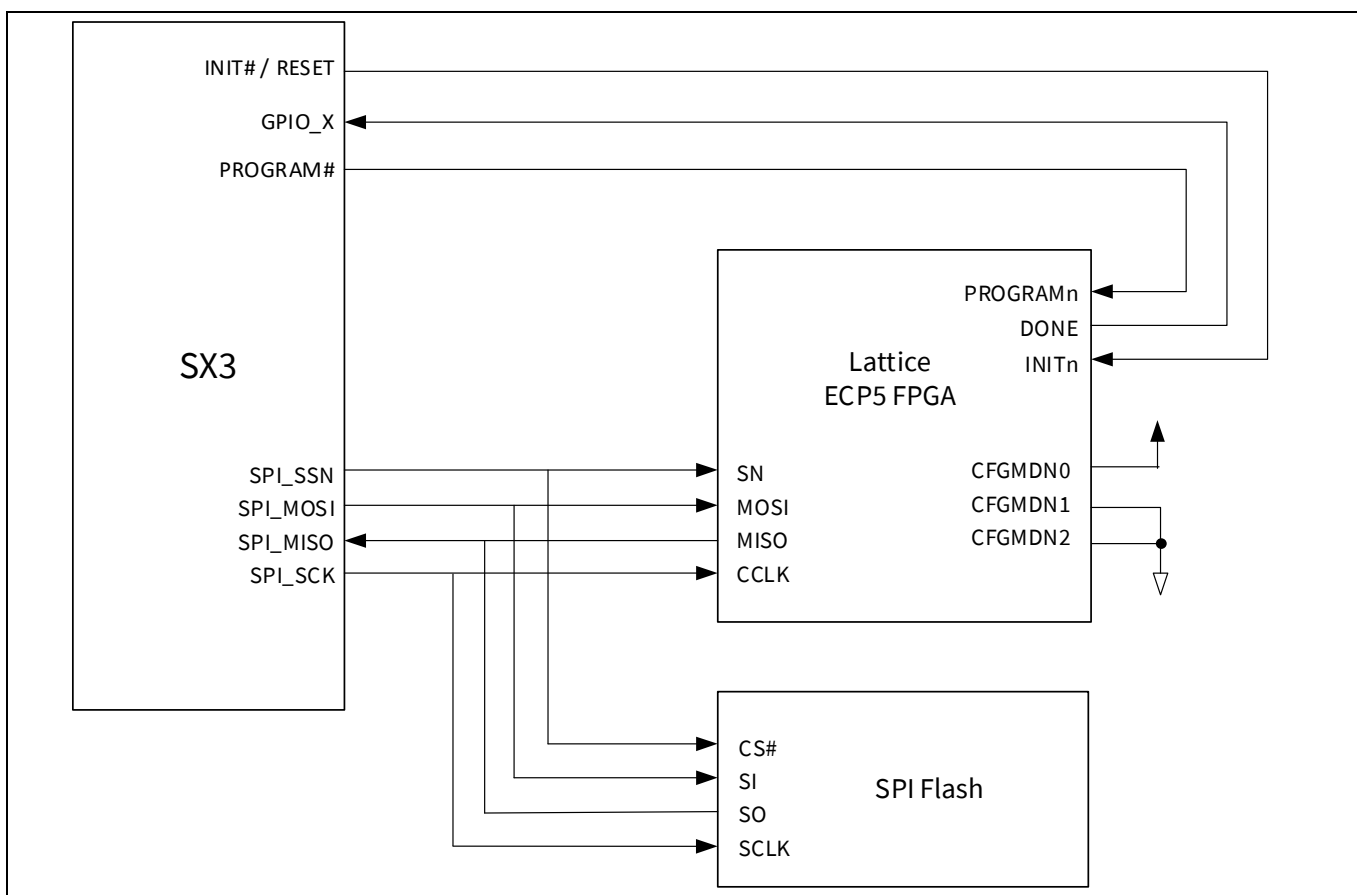 INIT# / RESET
GPIO_X
PROGRAM#
SX3
SPI_SSN
SPI_MOSI
SPI_MISO
SPI_SCK
PROGRAMn
DONE
INITn
Lattice
ECP5 FPGA
SN
MOSI
MISO
CCLK
CFGMDN0
CFGMDN1
CFGMDN2
CS#
SI
SO
SCLK
SPI Flash